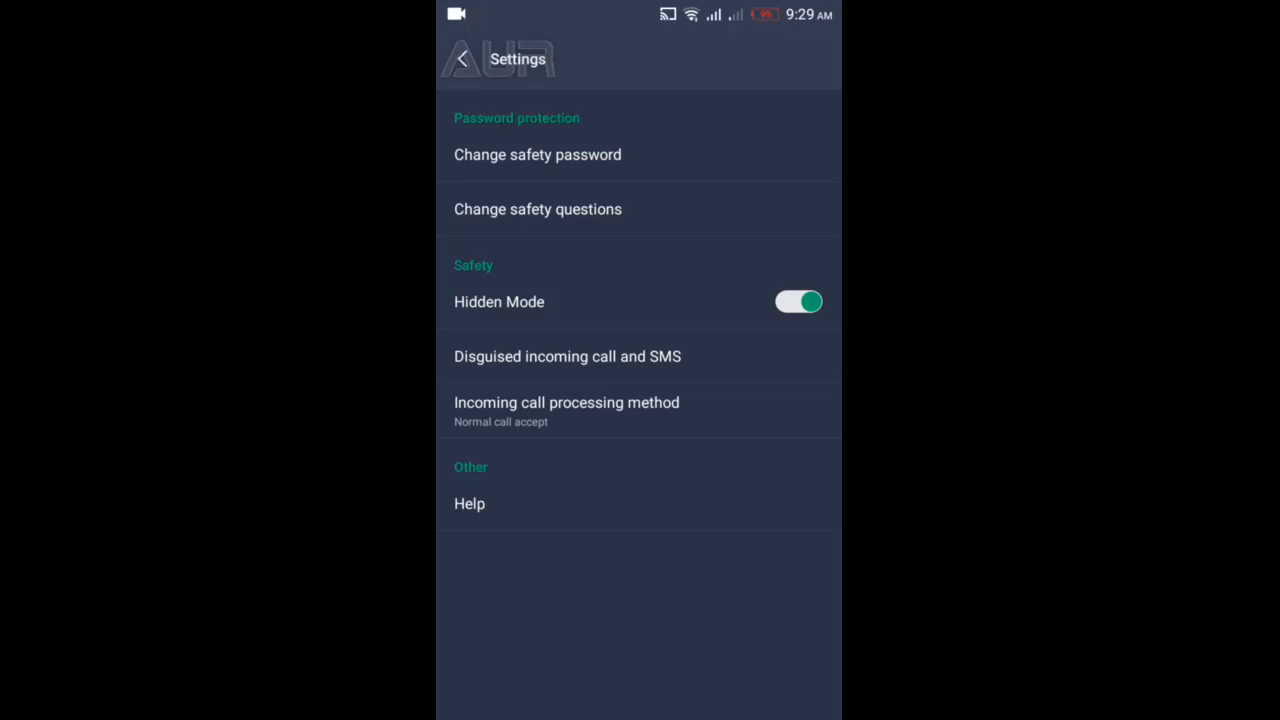 9:29 AM
AUR
Settings
Password protection
Change safety password
Change safety questions
Safety
Hidden Mode
Disguised incoming call and SMS
Incoming call processing method
Normal call accept
Other
Help